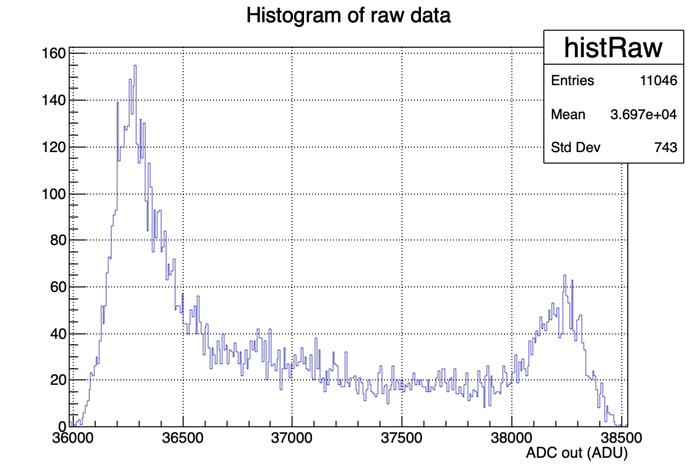 Histogram of raw data
histRaw
Entries 11046
Mean 3.697e+04
Std Dev 743
160
140
120
100
80
60
40
20
0
36000 36500 37000 37500 38000 38500
ADC out (ADU)